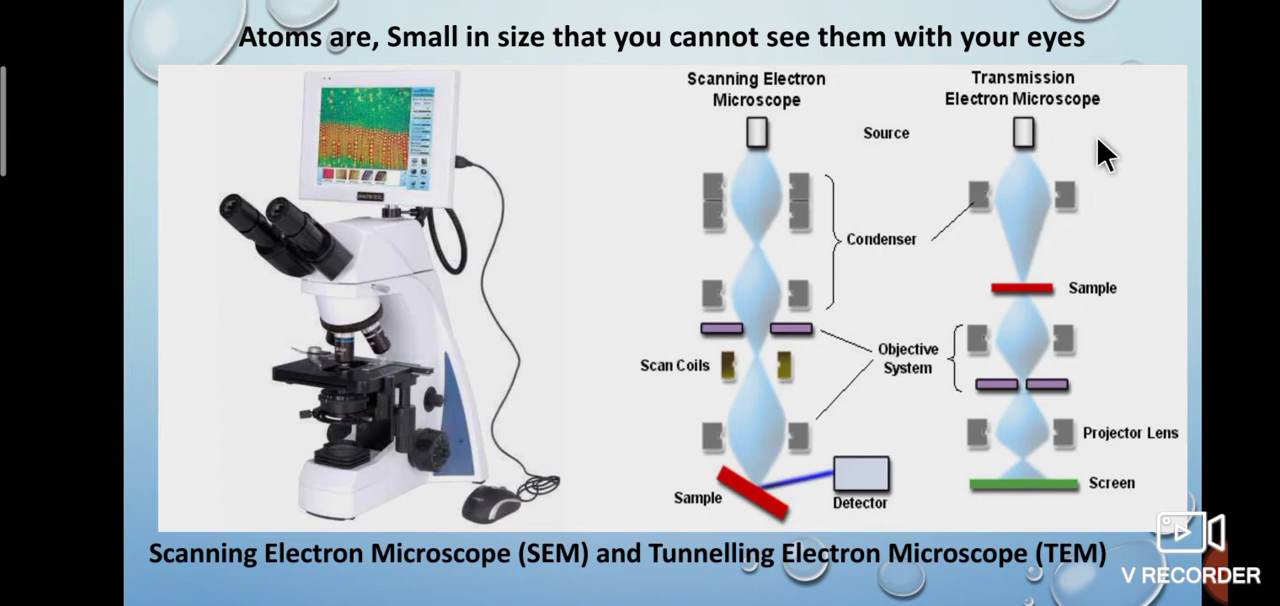 Atoms are, Small in size that you cannot see them with your eyes
Scanning Electron
Microscope
Transmission
Electron Microscope
Source
Condenser
Sample
Objective
System
Scan Coils
Projector Lens
Sample
Detector
Screen
Scanning Electron Microscope (SEM) and Tunnelling Electron Microscope (TEM)
V RECORDER